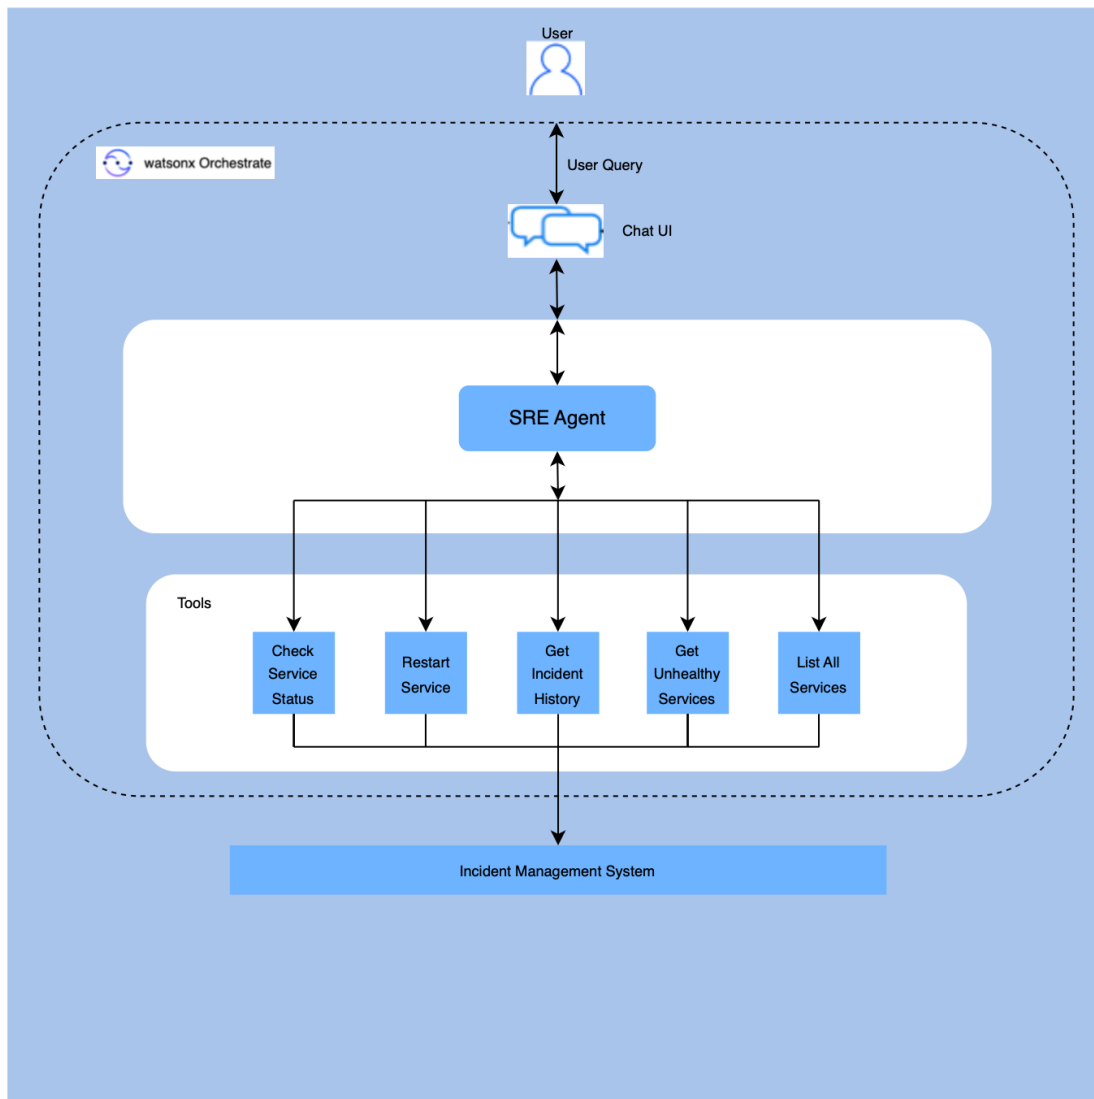 User
watsonx Orchestrate
User Query
Chat UI
SRE Agent
Tools
Check
Service
Status
Restart
Service
Get
Incident
History
Get
Unhealthy
Services
List All
Services
Incident Management System